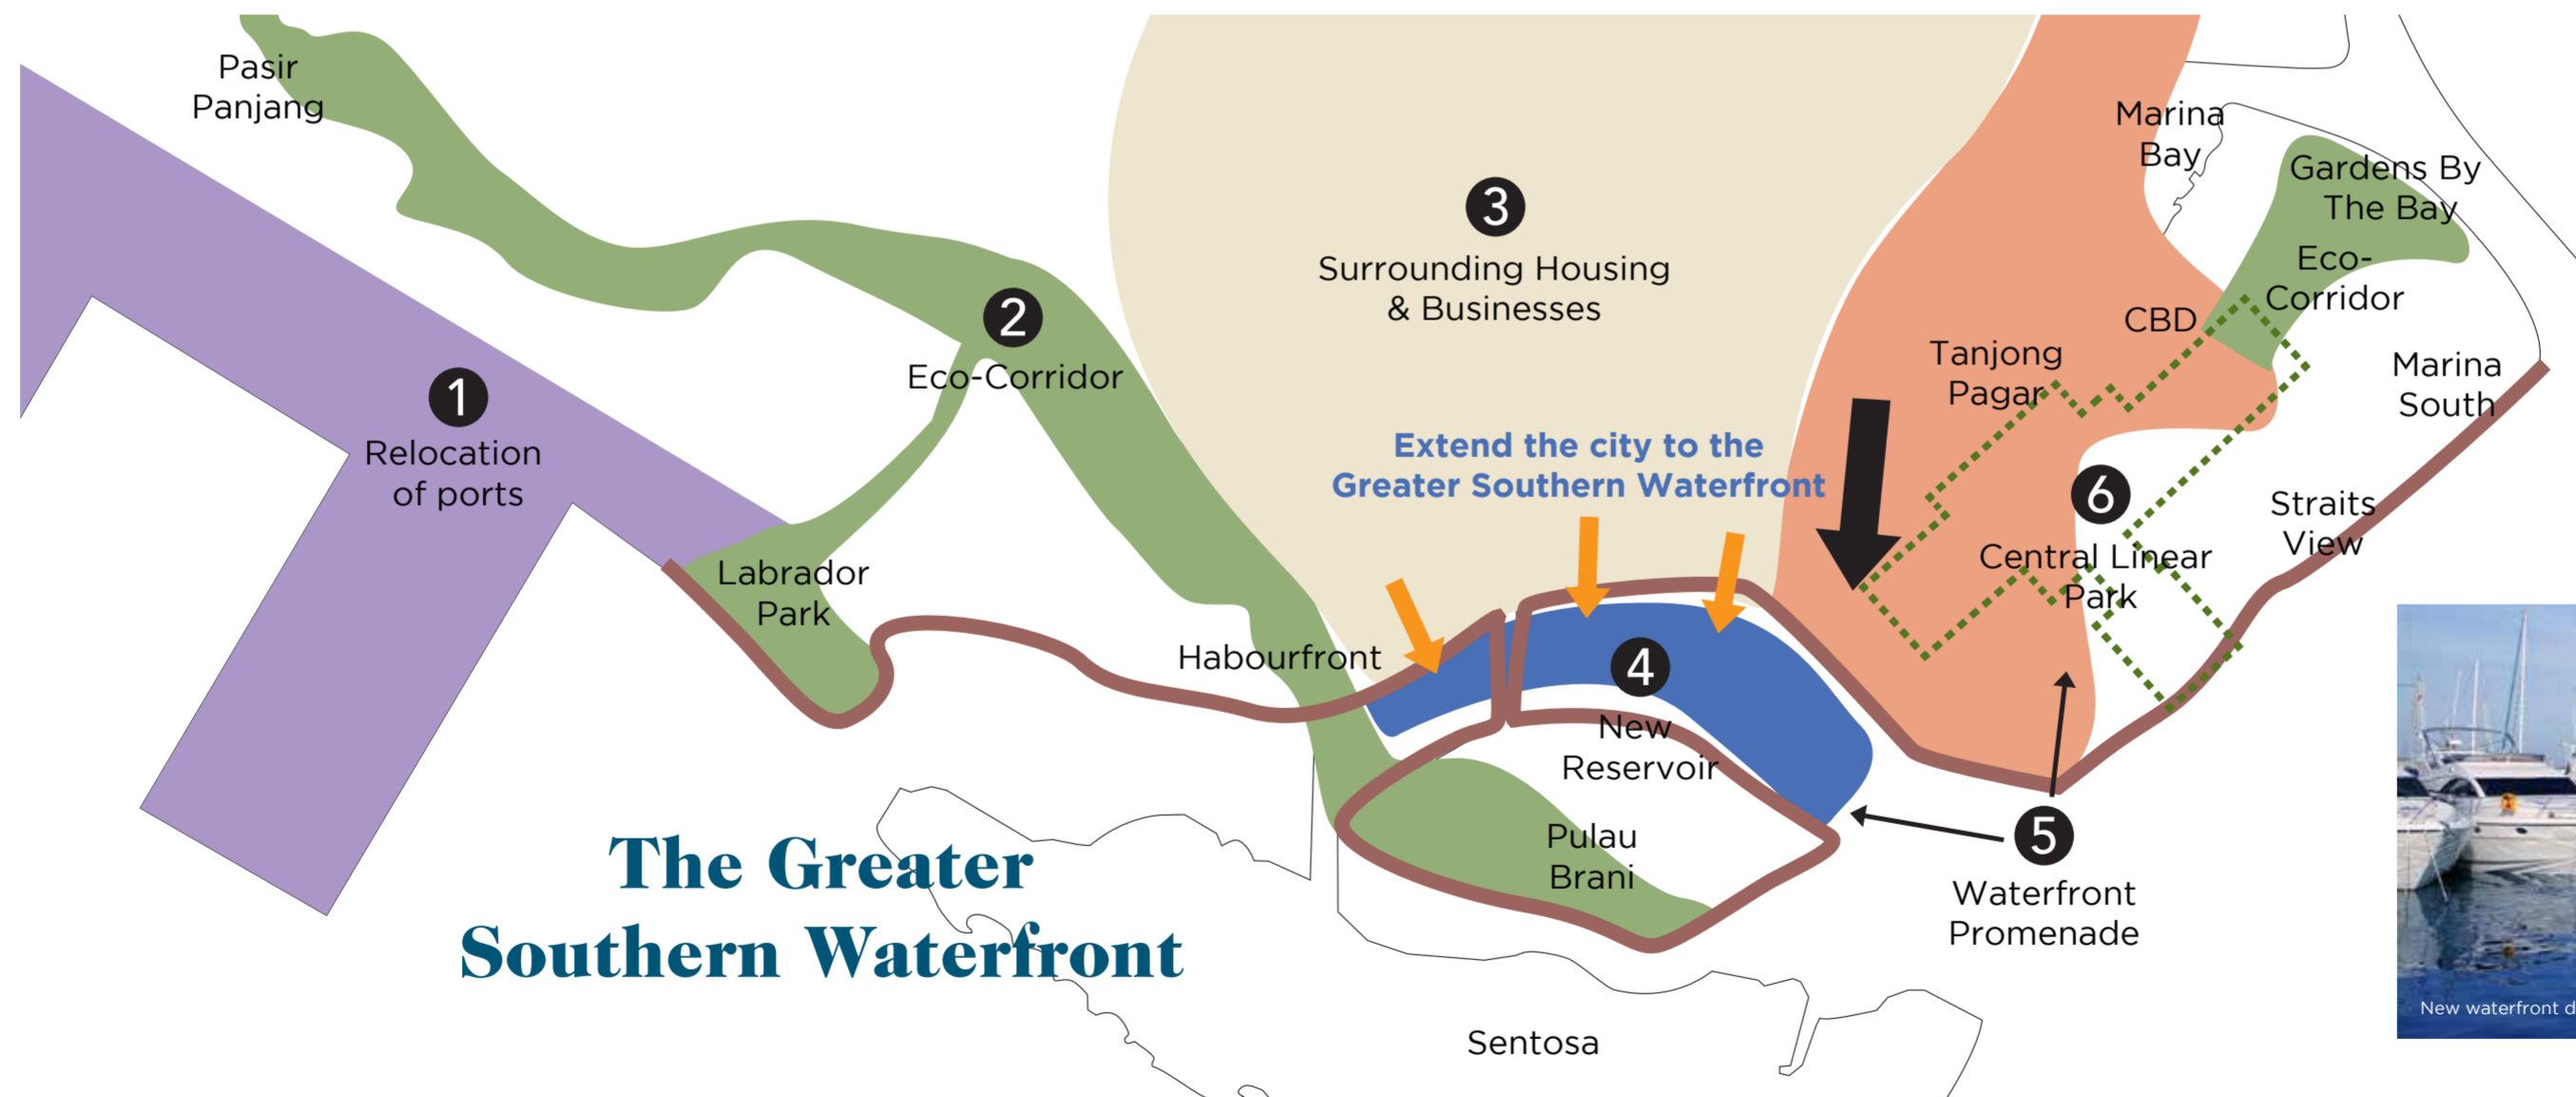 Pasir
Panjang
1
Relocation
of ports
2
Eco-Corridor
Labrador
Park
3
Surrounding Housing
& Businesses
Extend the city to the
Greater Southern Waterfront
Habourfront
4
New
Reservoir
Pulau
Brani
Sentosa
Marina
Bay
Gardens By
The Bay
Eco-
Corridor
CBD
Tanjong
Pagar
Marina
South
6
Central Linear
Park
Straits
View
5
Waterfront
Promenade
The Greater
Southern Waterfront
New waterfront d